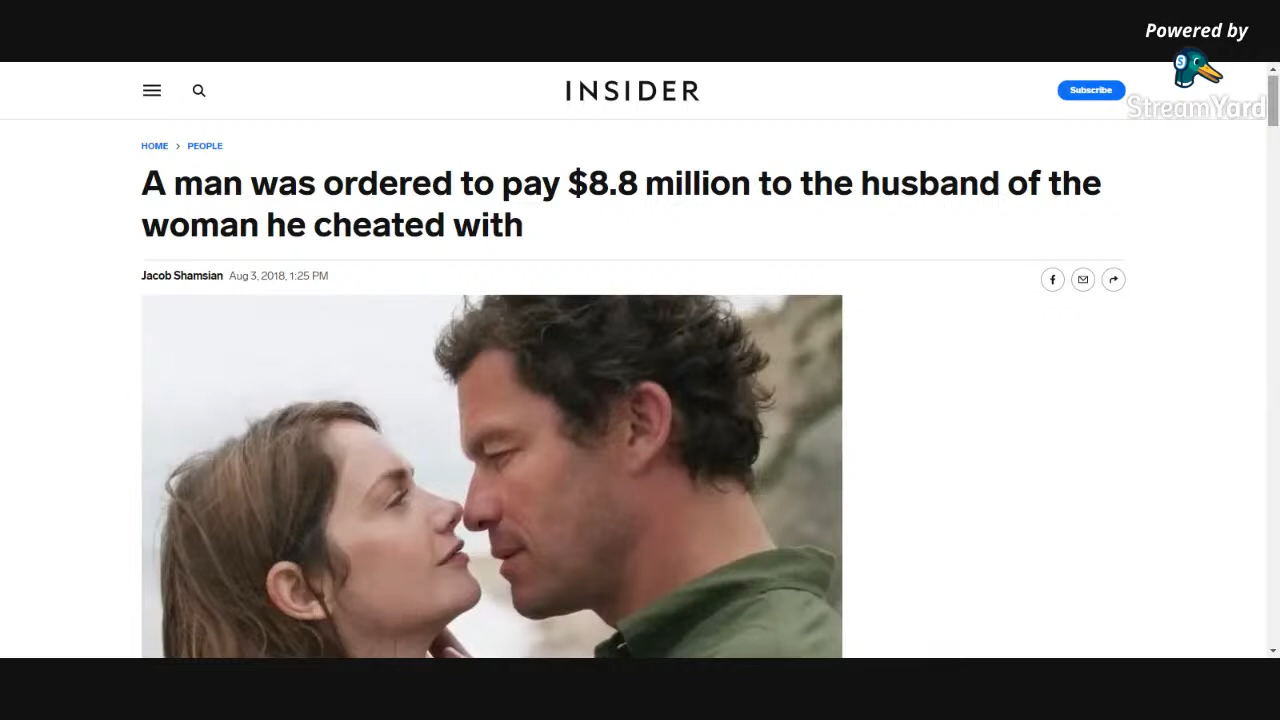 Powered by
StreamYard
INSIDER
Subscribe
HOME > PEOPLE
A man was ordered to pay $8.8 million to the husband of the
woman he cheated with
Jacob Shamsian Aug 3, 2018, 1:25 PM